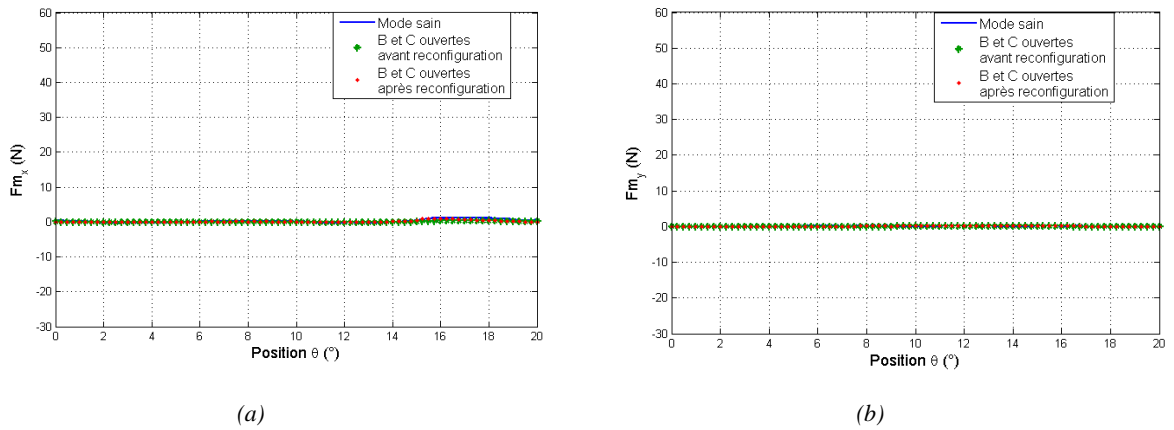 60
50
40
30
20
10
0
-10
-20
-30
Fm_x (N)
Mode sain
B et C ouvertes
avant reconfiguration
B et C ouvertes
après reconfiguration
0 2 4 6 8 10 12 14 16 18 20
Position θ (°)
(a)
60
50
40
30
20
10
0
-10
-20
-30
Fm_y (N)
Mode sain
B et C ouvertes
avant reconfiguration
B et C ouvertes
après reconfiguration
0 2 4 6 8 10 12 14 16 18 20
Position θ (°)
(b)